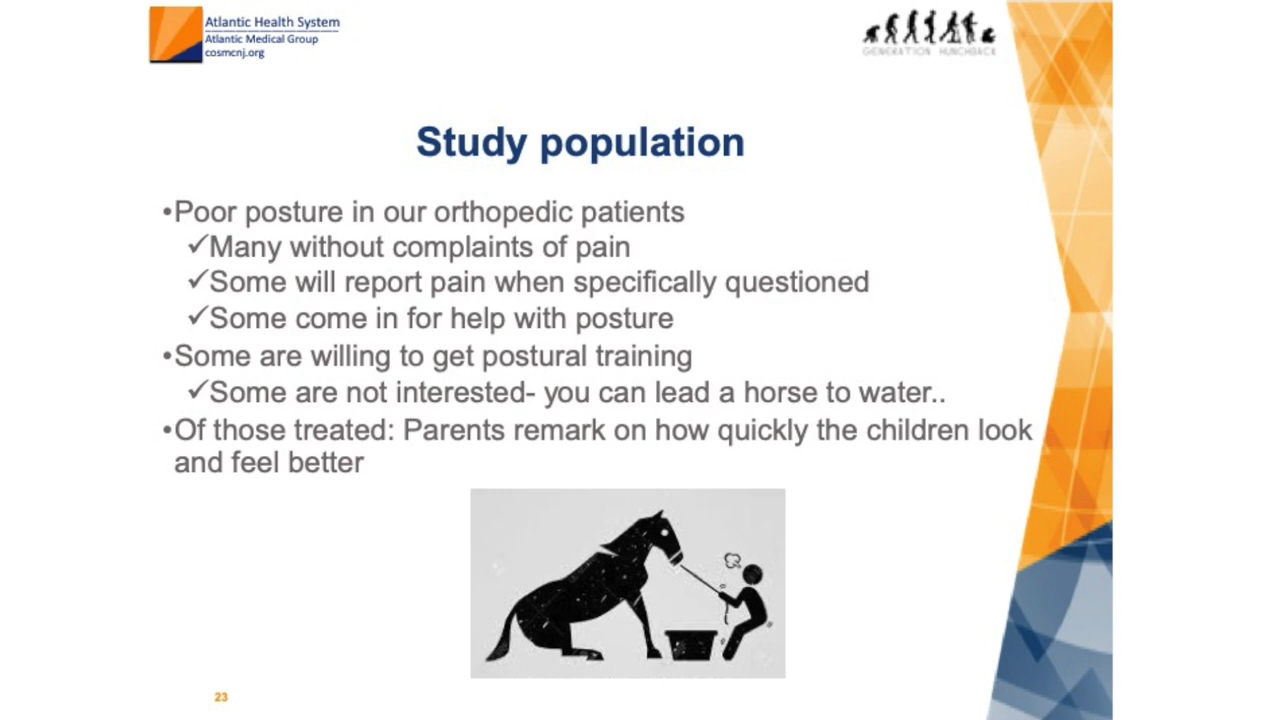 Atlantic Health System
Atlantic Medical Group
cosmcnj.org
GENERATION HUNCHBACK
Study population
•Poor posture in our orthopedic patients
✓Many without complaints of pain
✓Some will report pain when specifically questioned
✓Some come in for help with posture
•Some are willing to get postural training
✓Some are not interested- you can lead a horse to water..
•Of those treated: Parents remark on how quickly the children look
and feel better
23